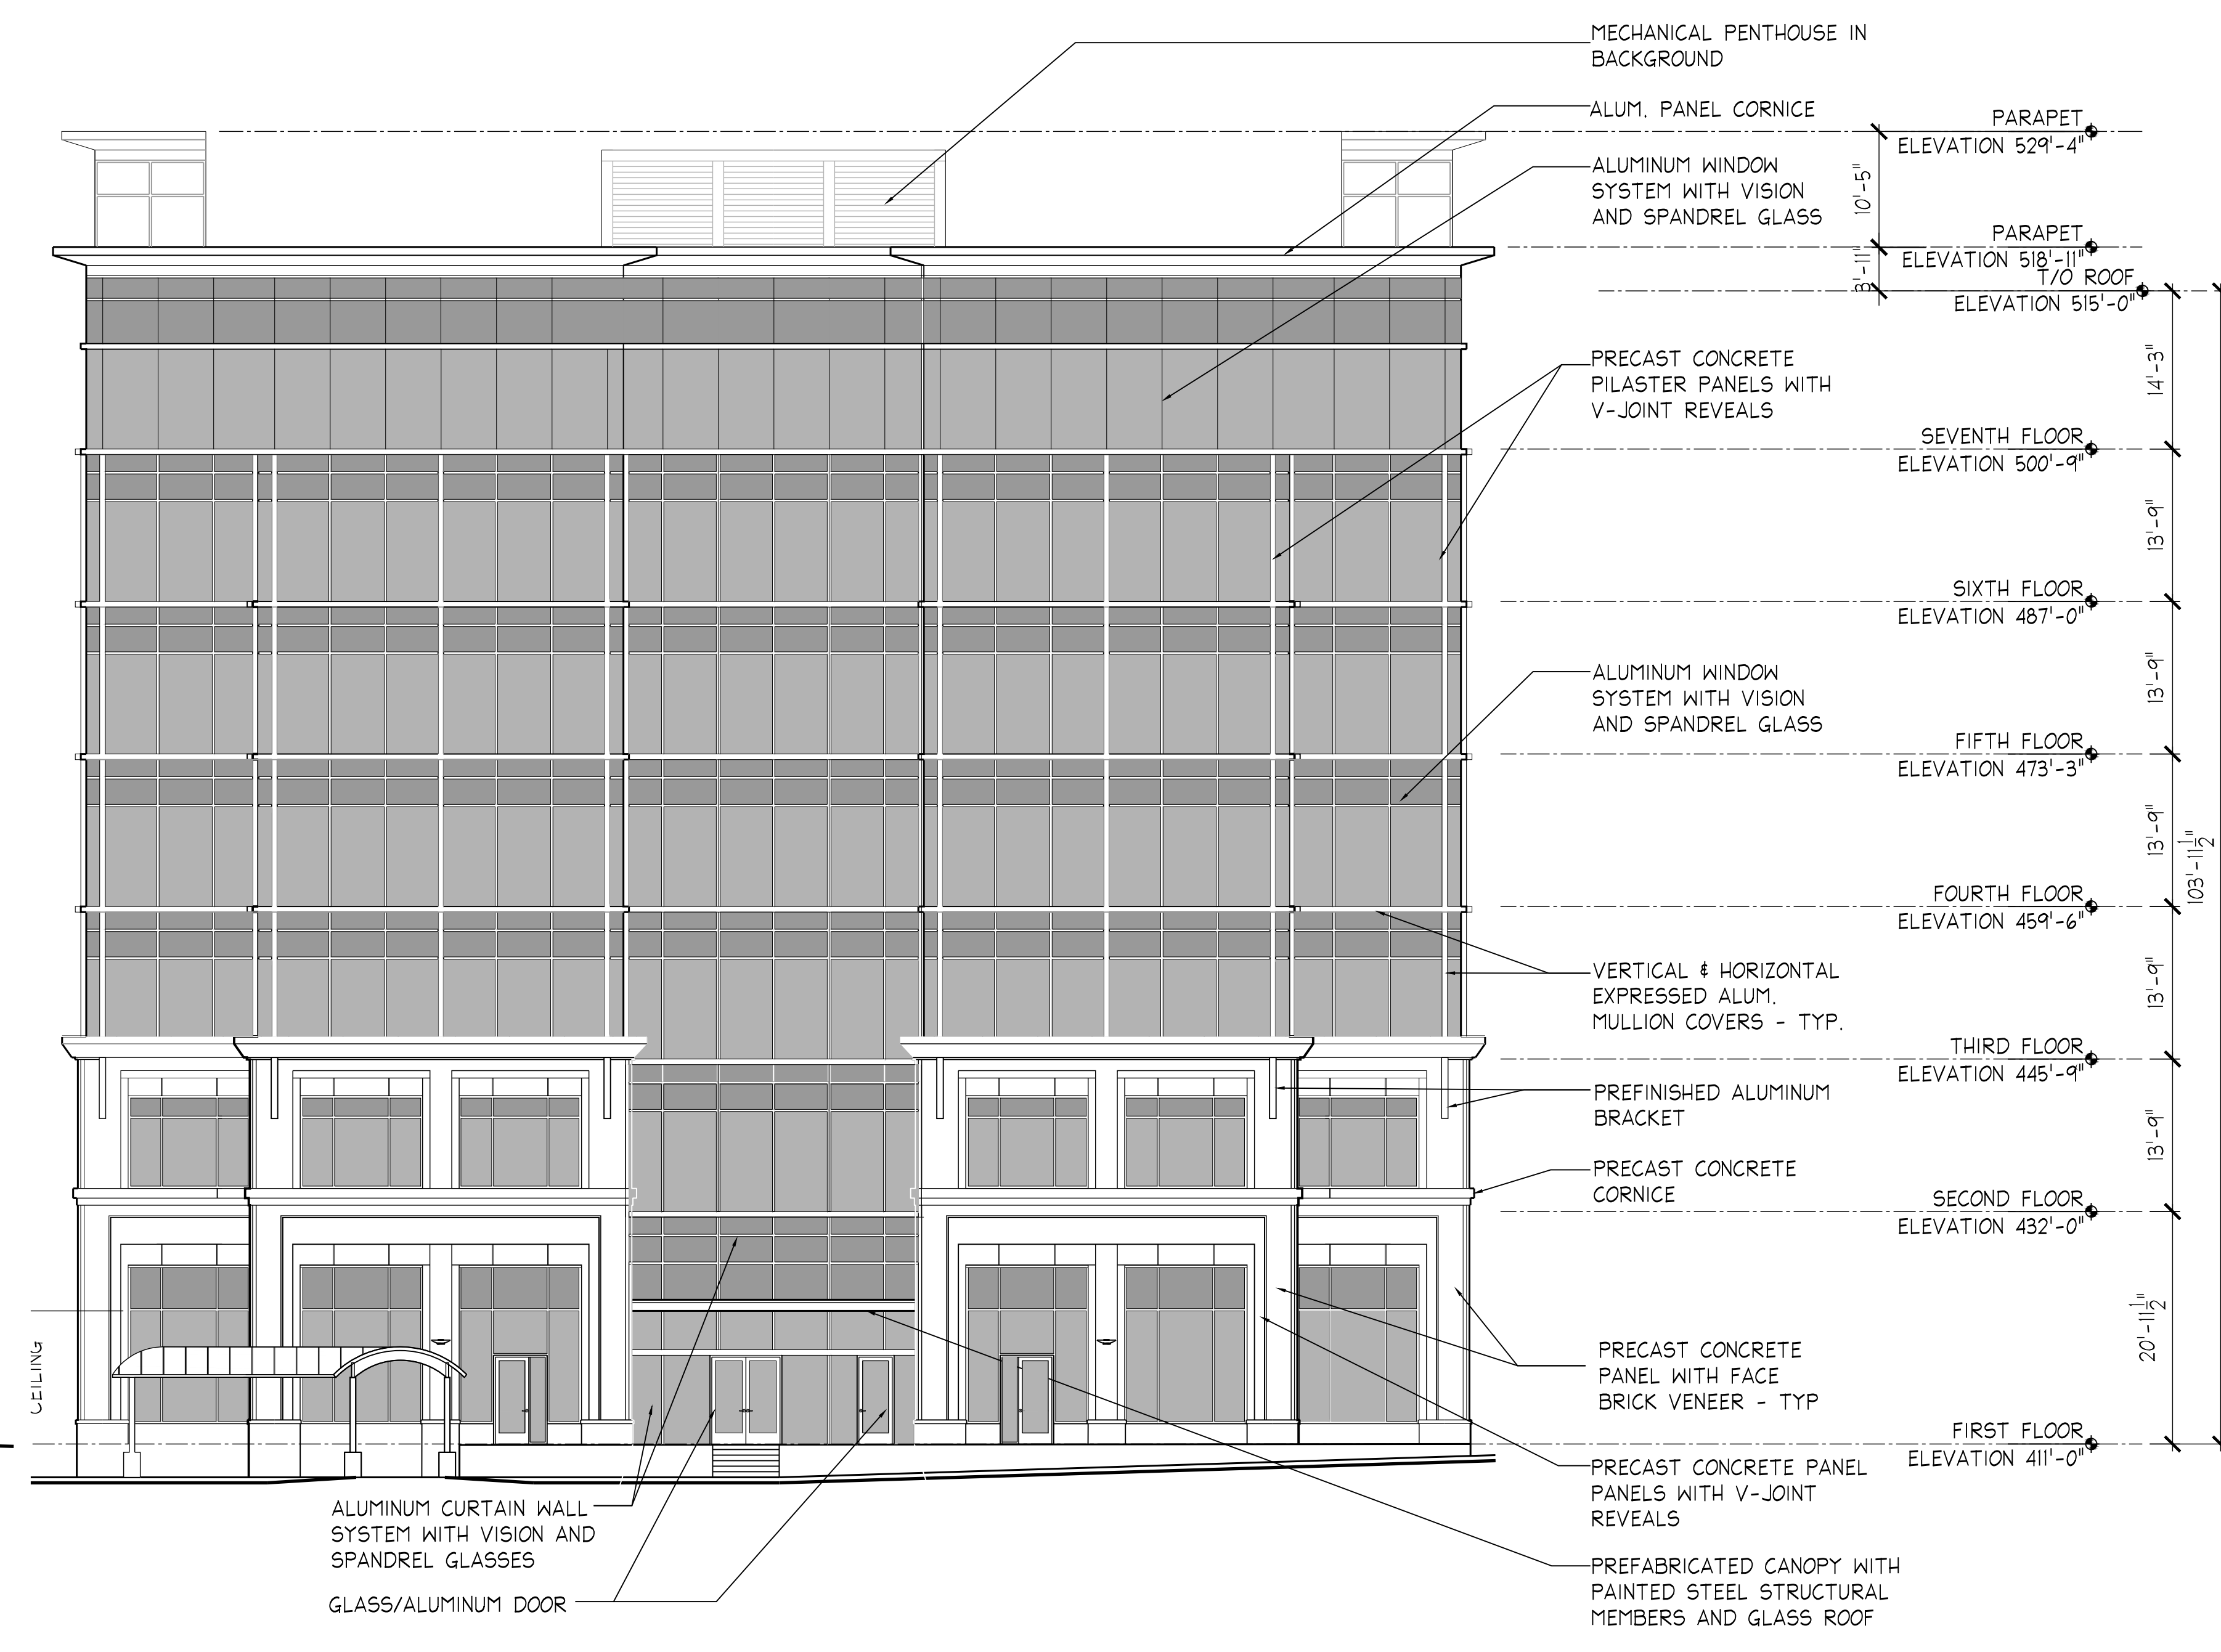 MECHANICAL PENTHOUSE IN
BACKGROUND
ALUM. PANEL CORNICE
ALUMINUM WINDOW
SYSTEM WITH VISION
AND SPANDREL GLASS
PARAPET
ELEVATION 529'-4"
10'-5"
PARAPET
ELEVATION 518'-11"
3'-11"
T/O ROOF
ELEVATION 515'-0"
PRECAST CONCRETE
PILASTER PANELS WITH
V-JOINT REVEALS
14'-3"
SEVENTH FLOOR
ELEVATION 500'-9"
13'-9"
SIXTH FLOOR
ELEVATION 487'-0"
ALUMINUM WINDOW
SYSTEM WITH VISION
AND SPANDREL GLASS
13'-9"
FIFTH FLOOR
ELEVATION 473'-3"
13'-9"
103'-11 1/2"
FOURTH FLOOR
ELEVATION 459'-6"
VERTICAL & HORIZONTAL
EXPRESSED ALUM.
MULLION COVERS - TYP.
13'-9"
THIRD FLOOR
ELEVATION 445'-9"
PREFINISHED ALUMINUM
BRACKET
13'-9"
PRECAST CONCRETE
CORNICE
SECOND FLOOR
ELEVATION 432'-0"
20'-11 1/2"
PRECAST CONCRETE
PANEL WITH FACE
BRICK VENEER - TYP
CEILING
FIRST FLOOR
ELEVATION 411'-0"
PRECAST CONCRETE PANEL
PANELS WITH V-JOINT
REVEALS
ALUMINUM CURTAIN WALL
SYSTEM WITH VISION AND
SPANDREL GLASSES
GLASS/ALUMINUM DOOR
PREFABRICATED CANOPY WITH
PAINTED STEEL STRUCTURAL
MEMBERS AND GLASS ROOF